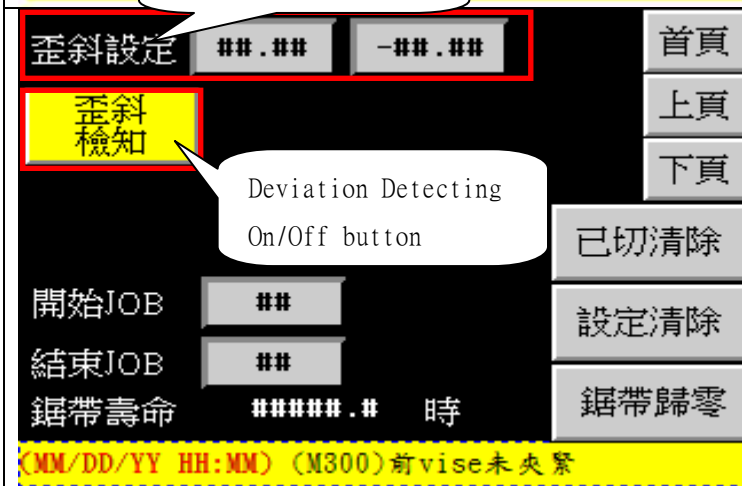 歪斜設定 ##.## -##.## 首頁
歪斜
檢知
上頁
下頁
Deviation Detecting
On/Off button
已切清除
開始JOB ##
設定清除
結束JOB ##
鋸帶壽命 #####.# 時
鋸帶歸零
(MM/DD/YY HH:MM) (M300)前vise未夾緊